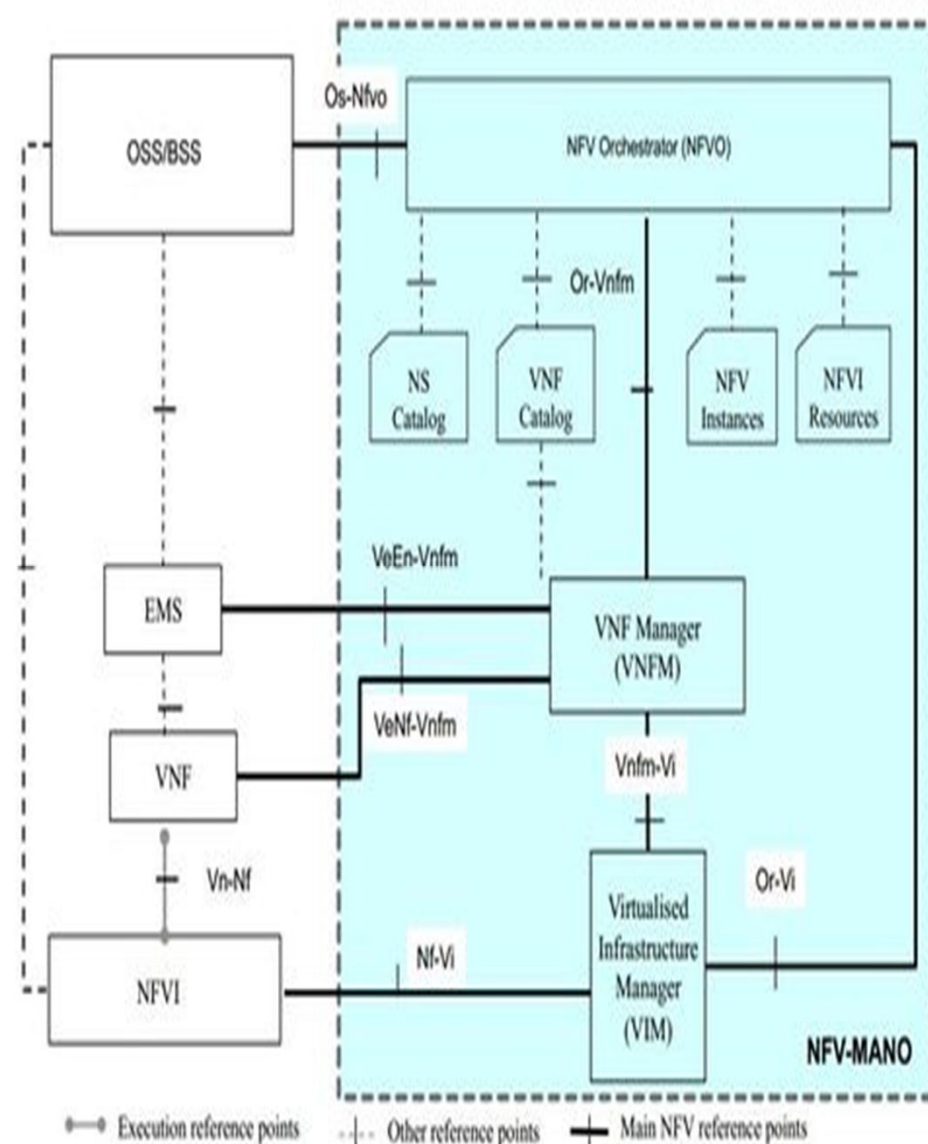 Os-Nfvo
OSS/BSS
NFV Orchestrator (NFVO)
Or-Vnfm
NS
Catalog
VNF
Catalog
NFV
Instances
NFVI
Resources
VeEn-Vnfm
EMS
VNF Manager
(VNFM)
VeNf-Vnfm
VNF
Vnfm-Vi
Vn-Nf
Or-Vi
Virtualised
Infrastructure
Manager
(VIM)
Nf-Vi
NFVI
NFV-MANO
Execution reference points
Other reference points
Main NFV reference points